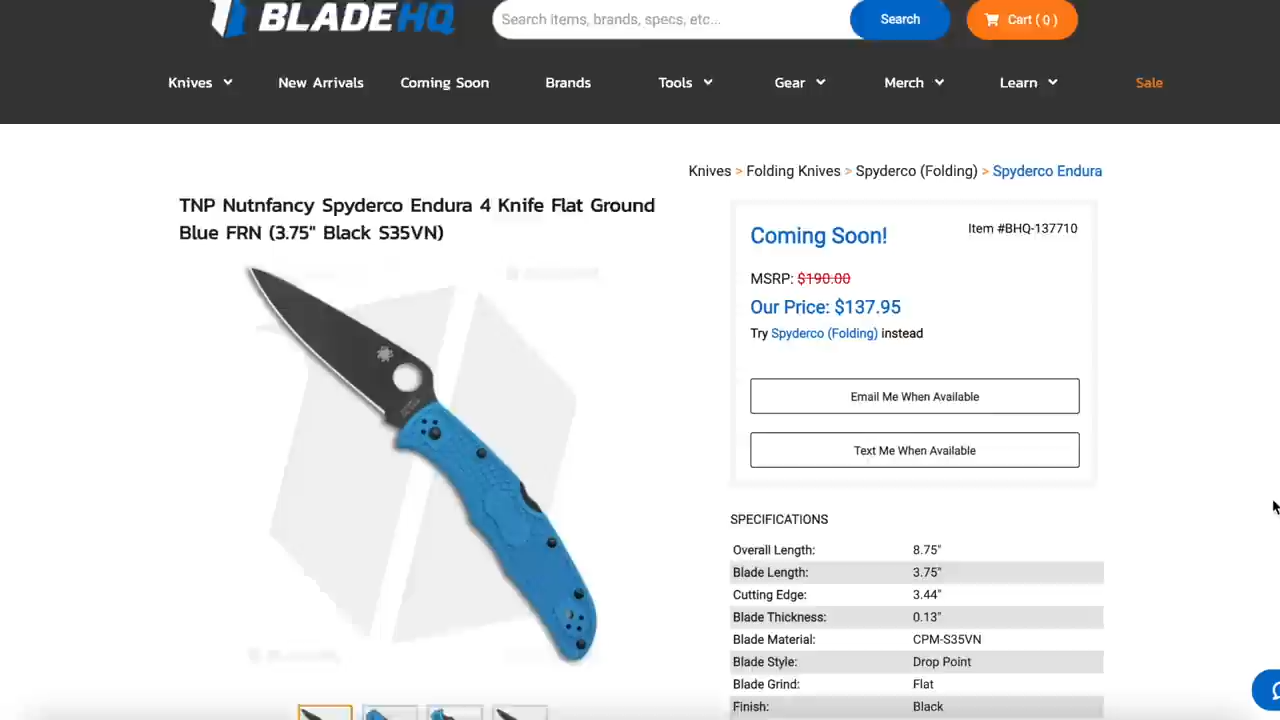 BLADEHQ
Search items, brands, specs, etc...
Search
Cart ( 0 )
Knives
New Arrivals
Coming Soon
Brands
Tools
Gear
Merch
Learn
Sale
Knives > Folding Knives > Spyderco (Folding) > Spyderco Endura
TNP Nutnfancy Spyderco Endura 4 Knife Flat Ground
Blue FRN (3.75" Black S35VN)
Coming Soon!
Item #BHQ-137710
MSRP: $190.00
Our Price: $137.95
Try Spyderco (Folding) instead
Email Me When Available
Text Me When Available
SPECIFICATIONS
Overall Length: 8.75"
Blade Length: 3.75"
Cutting Edge: 3.44"
Blade Thickness: 0.13"
Blade Material: CPM-S35VN
Blade Style: Drop Point
Blade Grind: Flat
Finish: Black